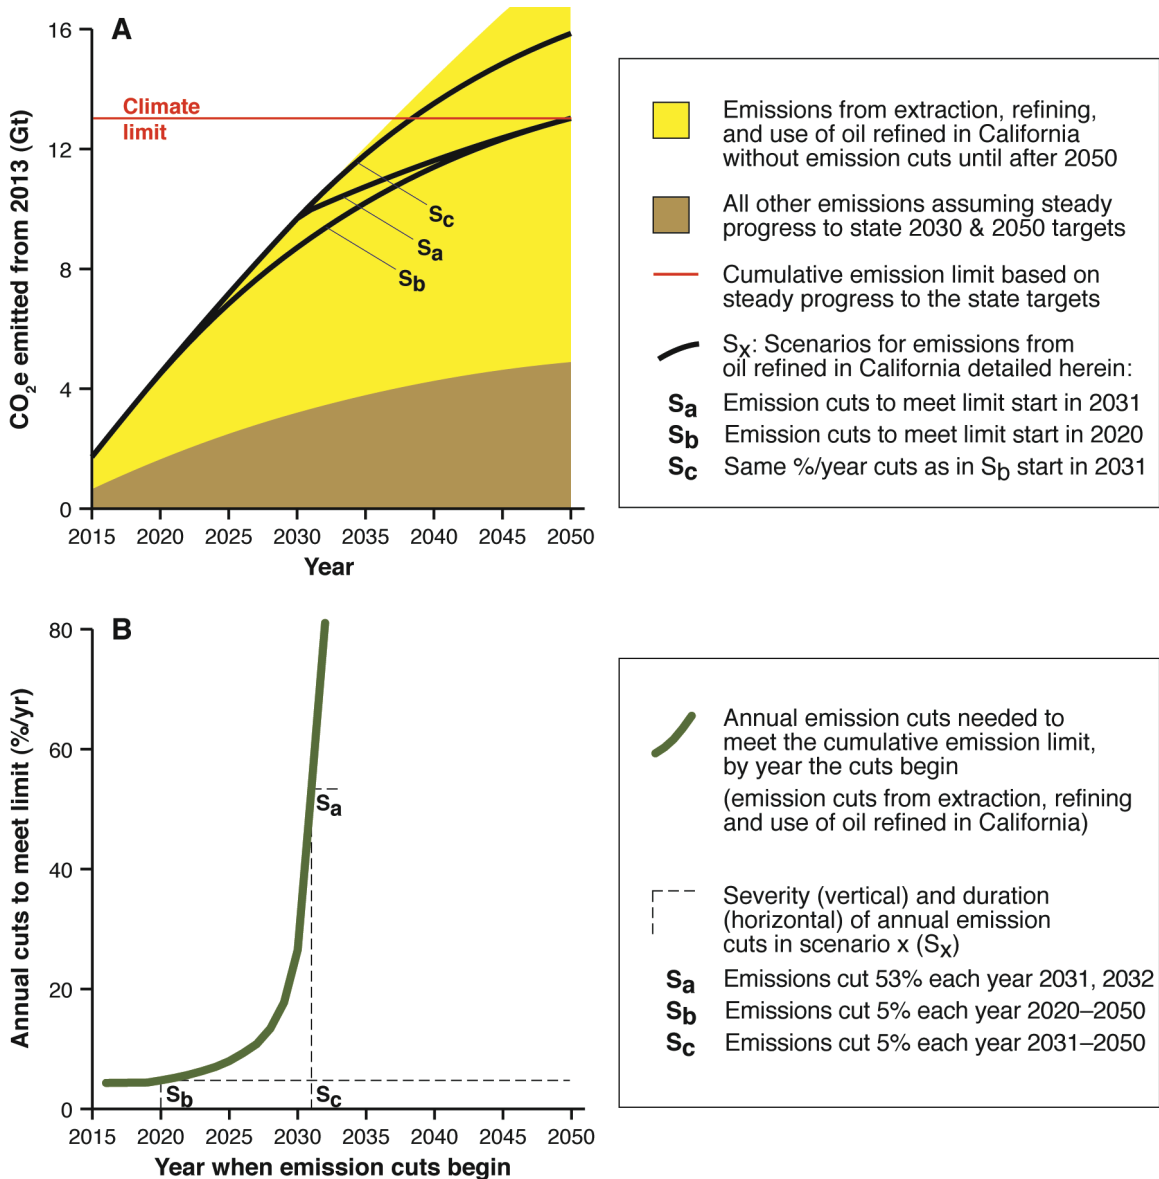 A
16
12
8
4
0
CO2e emitted from 2013 (Gt)
Climate
limit
Sc
Sa
Sb
2015 2020 2025 2030 2035 2040 2045 2050
Year
Emissions from extraction, refining,
and use of oil refined in California
without emission cuts until after 2050
All other emissions assuming steady
progress to state 2030 & 2050 targets
Cumulative emission limit based on
steady progress to the state targets
Sx: Scenarios for emissions from
oil refined in California detailed herein:
Sa Emission cuts to meet limit start in 2031
Sb Emission cuts to meet limit start in 2020
Sc Same %/year cuts as in Sb start in 2031
B
80
60
40
20
0
Annual cuts to meet limit (%/yr)
Sa
Sb
Sc
2015 2020 2025 2030 2035 2040 2045 2050
Year when emission cuts begin
Annual emission cuts needed to
meet the cumulative emission limit,
by year the cuts begin
(emission cuts from extraction, refining
and use of oil refined in California)
Severity (vertical) and duration
(horizontal) of annual emission
cuts in scenario x (Sx)
Sa Emissions cut 53% each year 2031, 2032
Sb Emissions cut 5% each year 2020–2050
Sc Emissions cut 5% each year 2031–2050